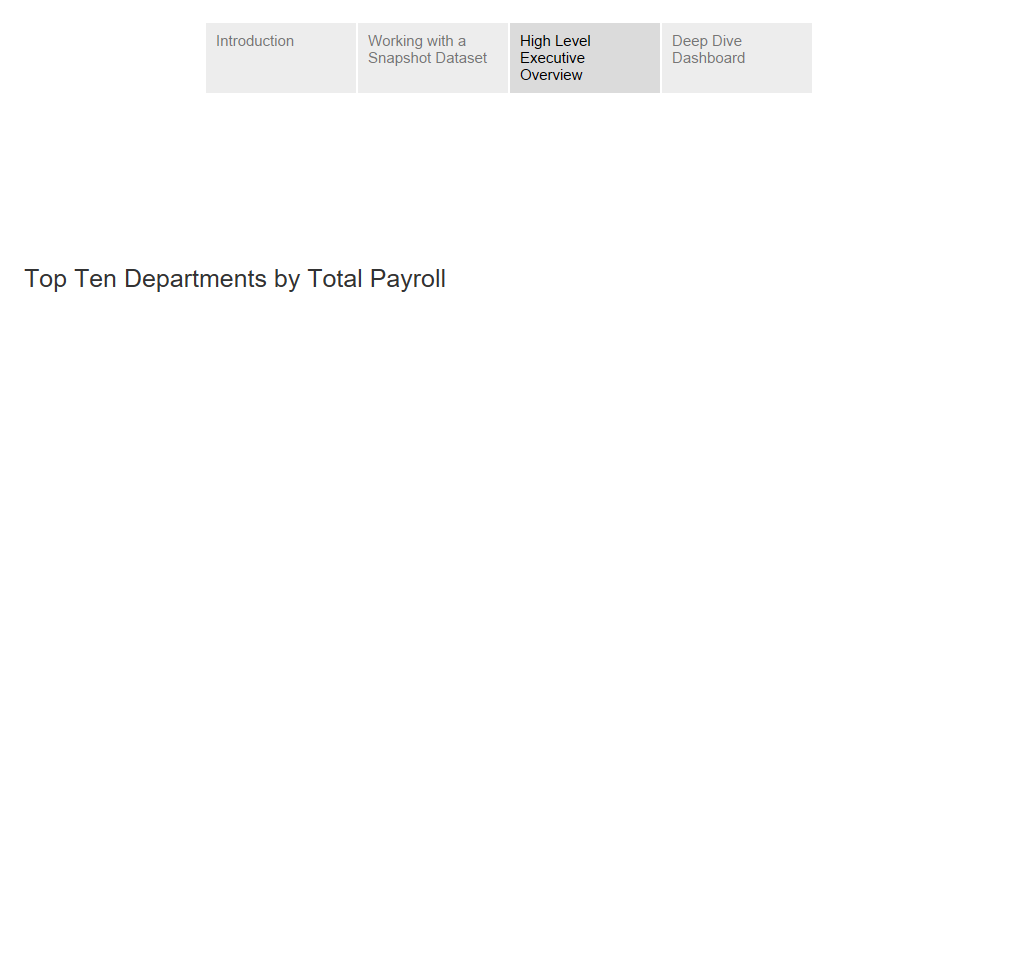 Introduction
Working with a
Snapshot Dataset
High Level
Executive
Overview
Deep Dive
Dashboard
Top Ten Departments by Total Payroll